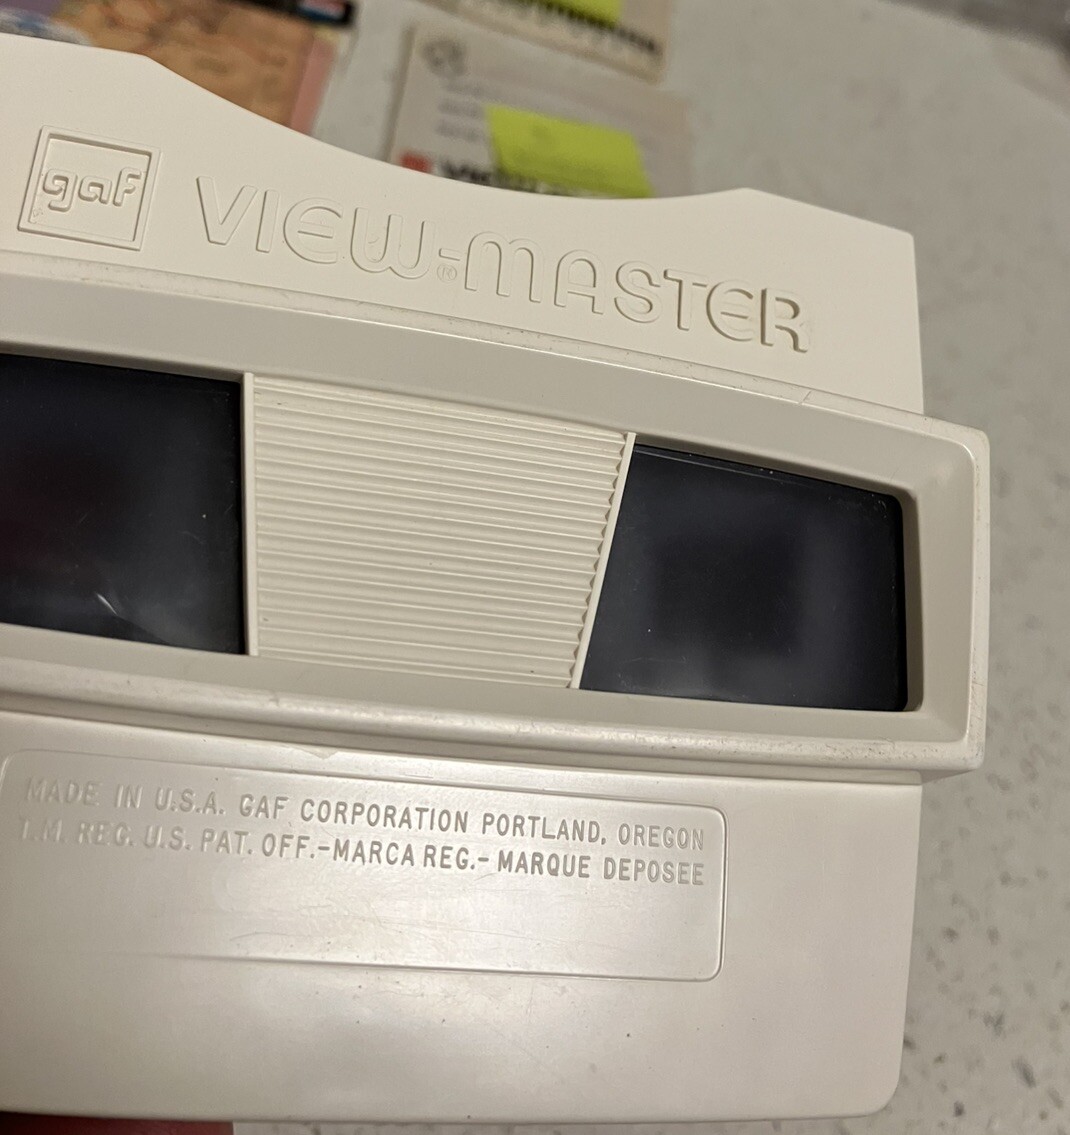 gaf VIEW-MASTER
®
MADE IN U.S.A. GAF CORPORATION PORTLAND, OREGON
T.M. REG. U.S. PAT. OFF.-MARCA REG.- MARQUE DEPOSEE